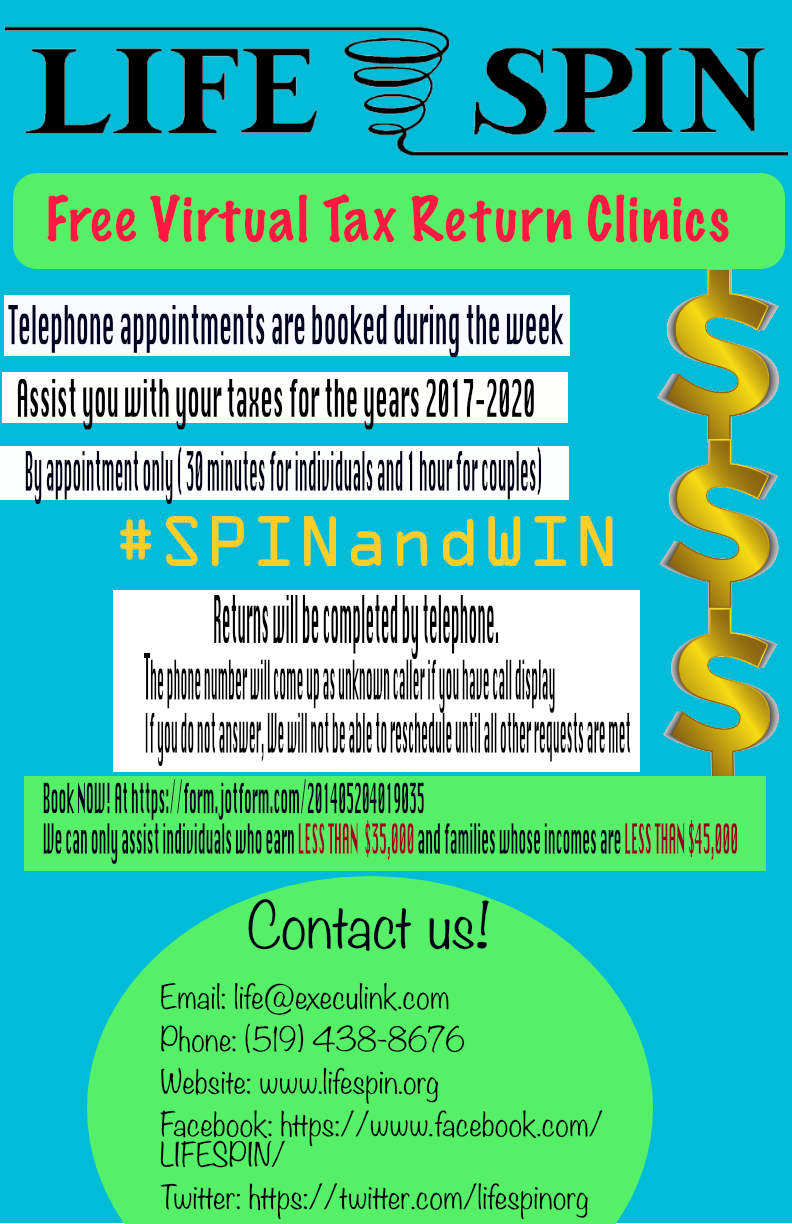 LIFE SPIN
Free Virtual Tax Return Clinics
Telephone appointments are booked during the week
Assist you with your taxes for the years 2017-2020
By appointment only ( 30 minutes for individuals and 1 hour for couples)
#SPINandWIN
Returns will be completed by telephone.
The phone number will come up as unknown caller if you have call display
If you do not answer, We will not be able to reschedule until all other requests are met
Book NOW! At https://form.jotform.com/201405204019035
We can only assist individuals who earn LESS THAN $35,000 and families whose incomes are LESS THAN $45,000
Contact us!
Email: life@execulink.com
Phone: (519) 438-8676
Website: www.lifespin.org
Facebook: https://www.facebook.com/
LIFESPIN/
Twitter: https://twitter.com/lifespinorg